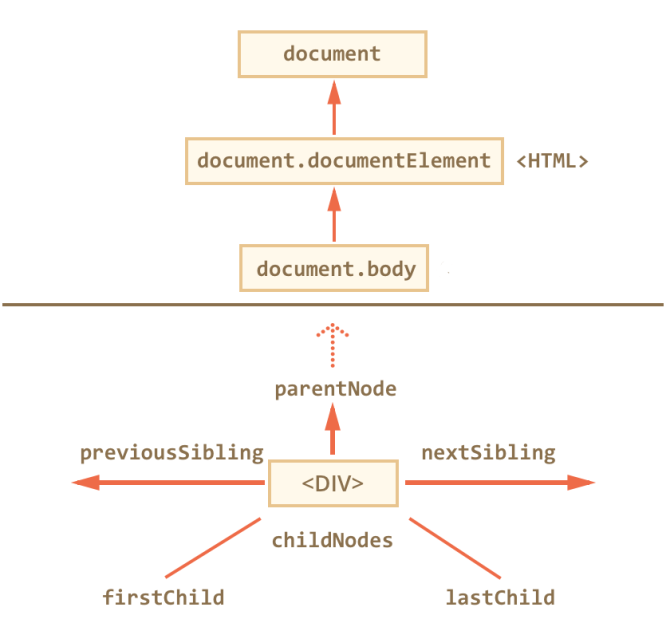 document
document.documentElement <HTML>
document.body
parentNode
previousSibling nextSibling
<DIV>
childNodes
firstChild lastChild